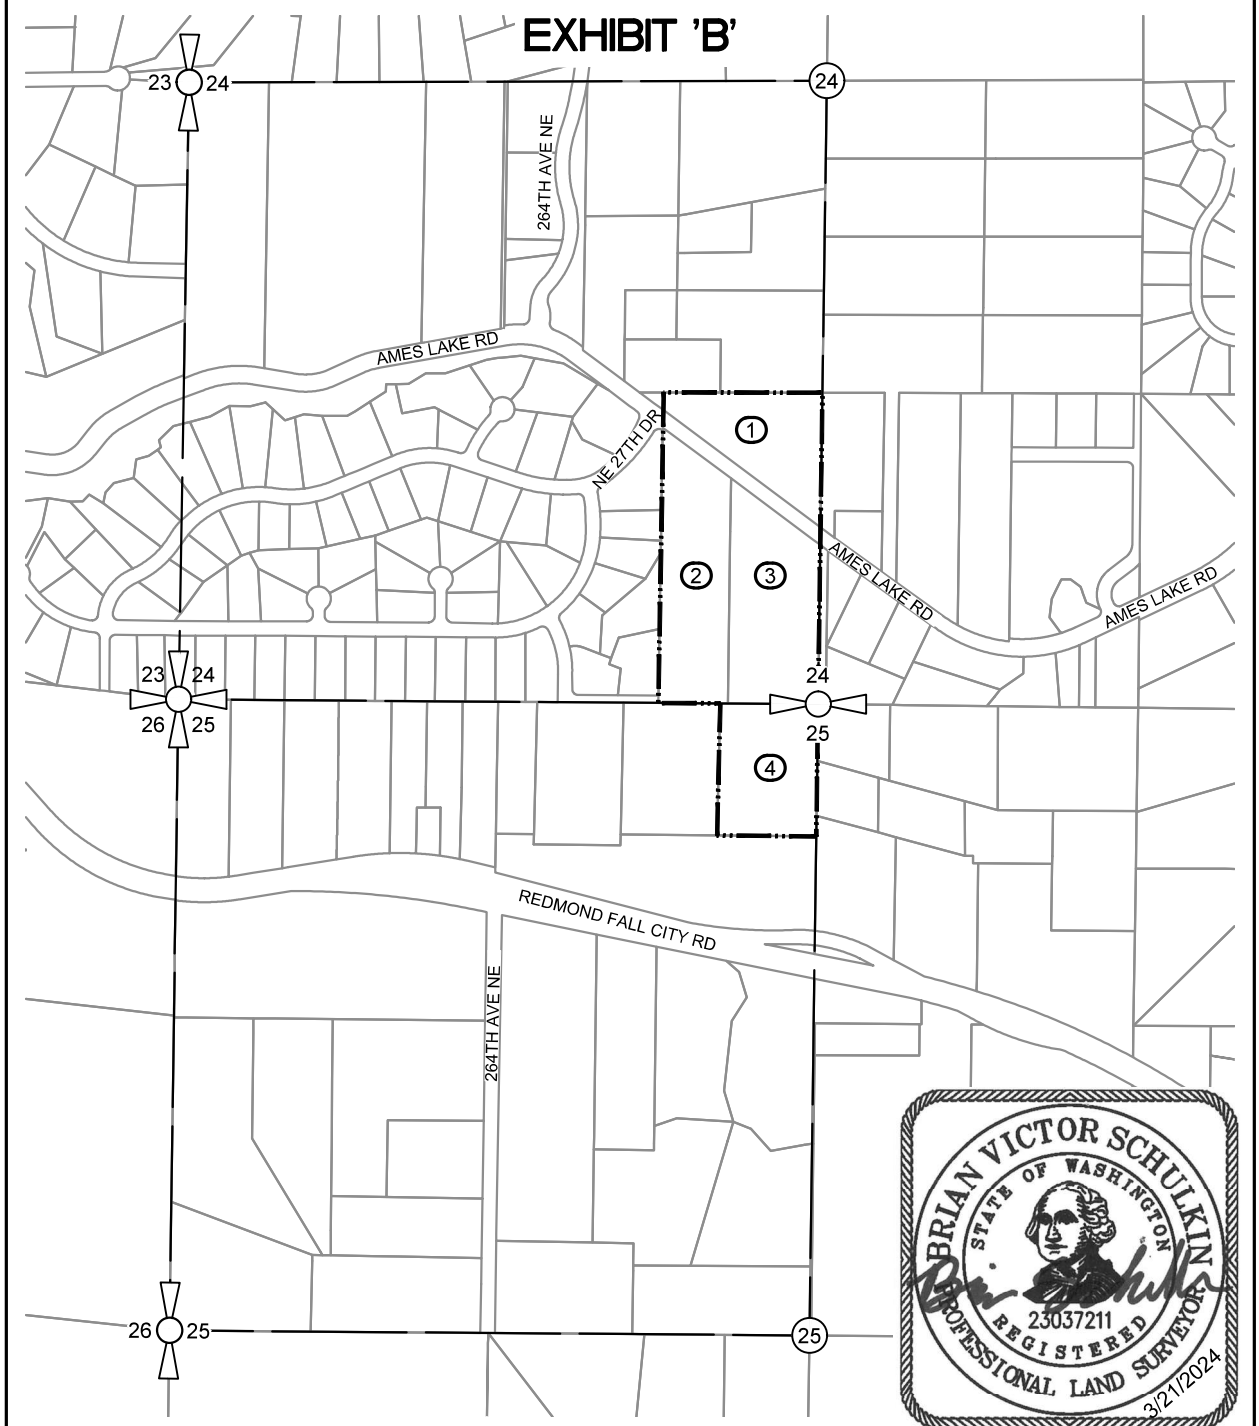 EXHIBIT 'B'
23 24
24
264TH AVE NE
AMES LAKE RD
NE 27TH DR
1
2
3
AMES LAKE RD
AMES LAKE RD
23 24
26 25
24
25
4
REDMOND FALL CITY RD
264TH AVE NE
26 25
25
BRIAN VICTOR SCHULKIN
STATE OF WASHINGTON
23037211
REGISTERED
PROFESSIONAL LAND SURVEYOR
3/21/2024